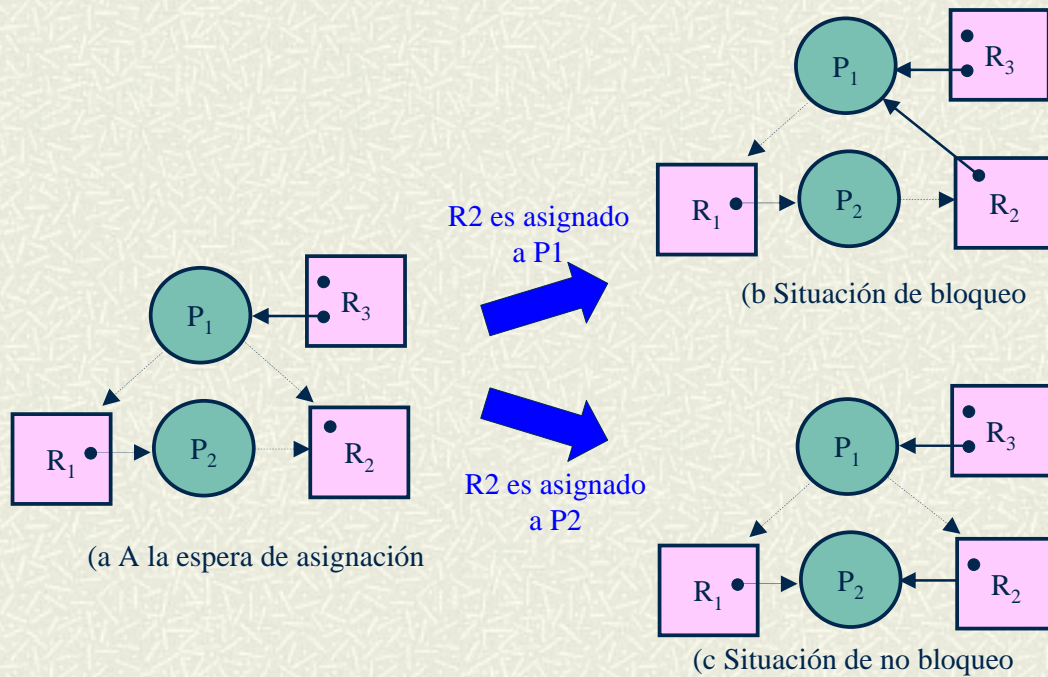 P1
R3
R1
P2
R2
(a A la espera de asignación
R2 es asignado
a P1
R2 es asignado
a P2
P1
R3
R1
P2
R2
(b Situación de bloqueo
P1
R3
R1
P2
R2
(c Situación de no bloqueo